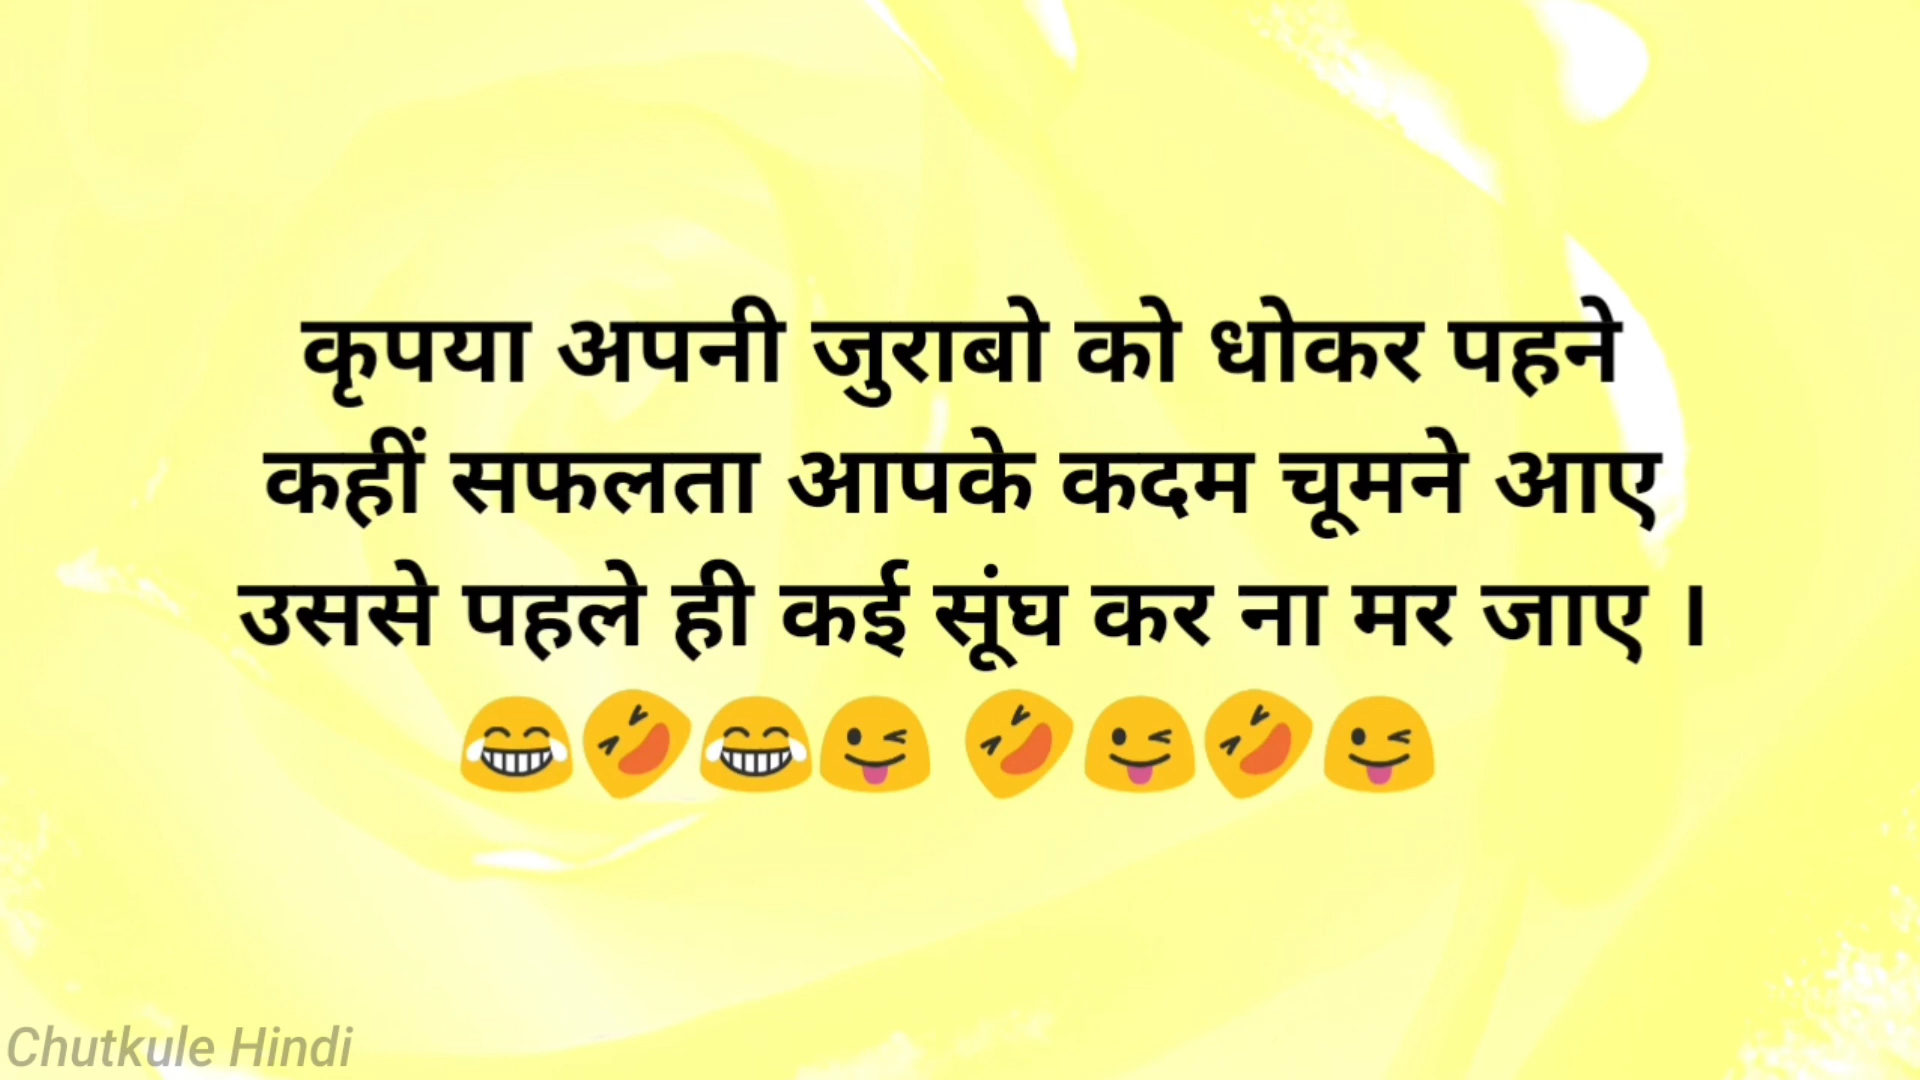 कृपया अपनी जुराबो को धोकर पहने
कहीं सफलता आपके कदम चूमने आए
उससे पहले ही कई सूंघ कर ना मर जाए ।
😂🤣😂😜 🤣😜🤣😜
Chutkule Hindi